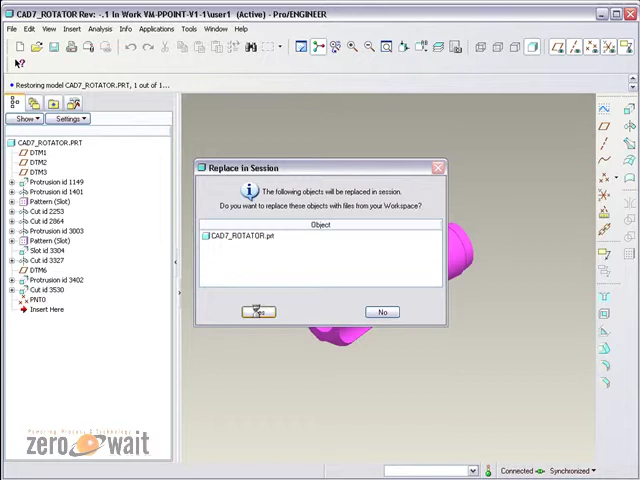 CAD7_ROTATOR Rev: -.1 In Work VM-PPOINT-V1-1\user1 (Active) - Pro/ENGINEER
File Edit View Insert Analysis Info Applications Tools Window Help
Restoring model CAD7_ROTATOR.PRT, 1 out of 1...
Show Settings
CAD7_ROTATOR.PRT
DTM1
DTM2
DTM3
Protrusion id 1149
Protrusion id 1401
Pattern (Slot)
Cut id 2253
Cut id 2864
Protrusion id 3003
Pattern (Slot)
Slot id 3304
Cut id 3327
DTM6
Protrusion id 3402
Cut id 3530
PNT0
Insert Here
Replace in Session
The following objects will be replaced in session.
Do you want to replace these objects with files from your Workspace?
Object
CAD7_ROTATOR.prt
Yes No
zero wait
Connected Synchronized